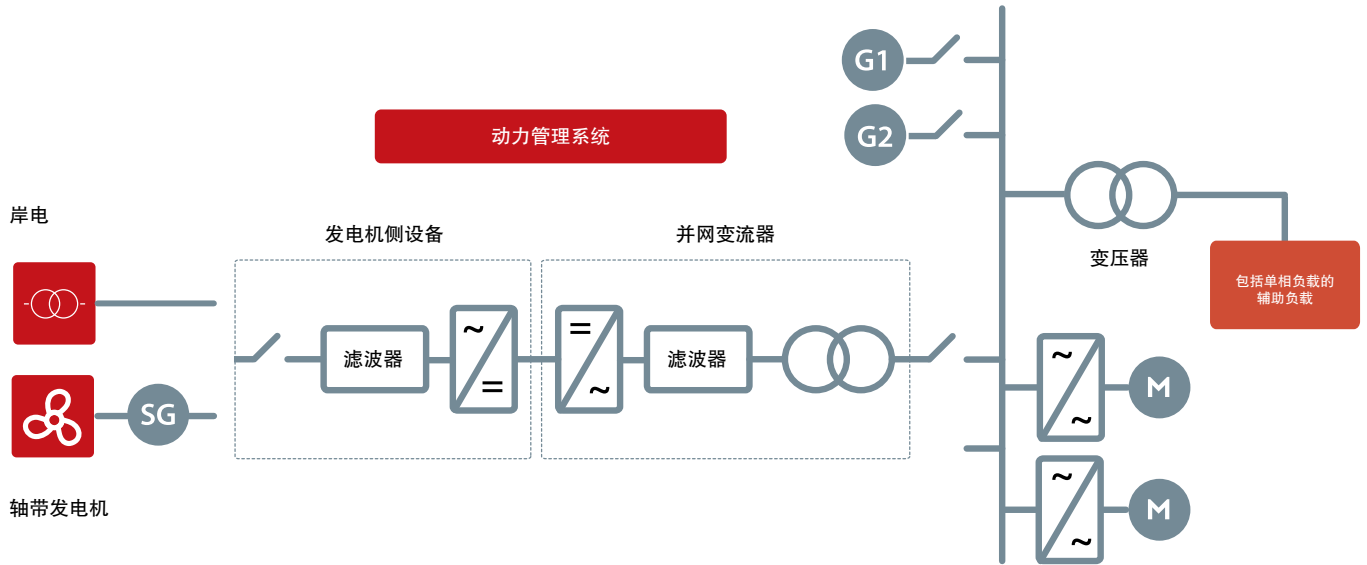 G1
G2
动力管理系统
岸电
发电机侧设备
并网变流器
变压器
包括单相负载的
辅助负载
~
=
=
~
滤波器
滤波器
~
~
M
SG
轴带发电机
~
~
M